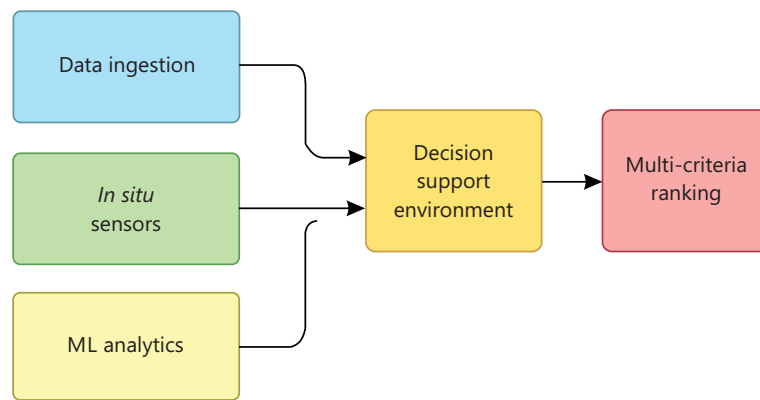 Data ingestion
In situ
sensors
ML analytics
Decision
support
environment
Multi-criteria
ranking